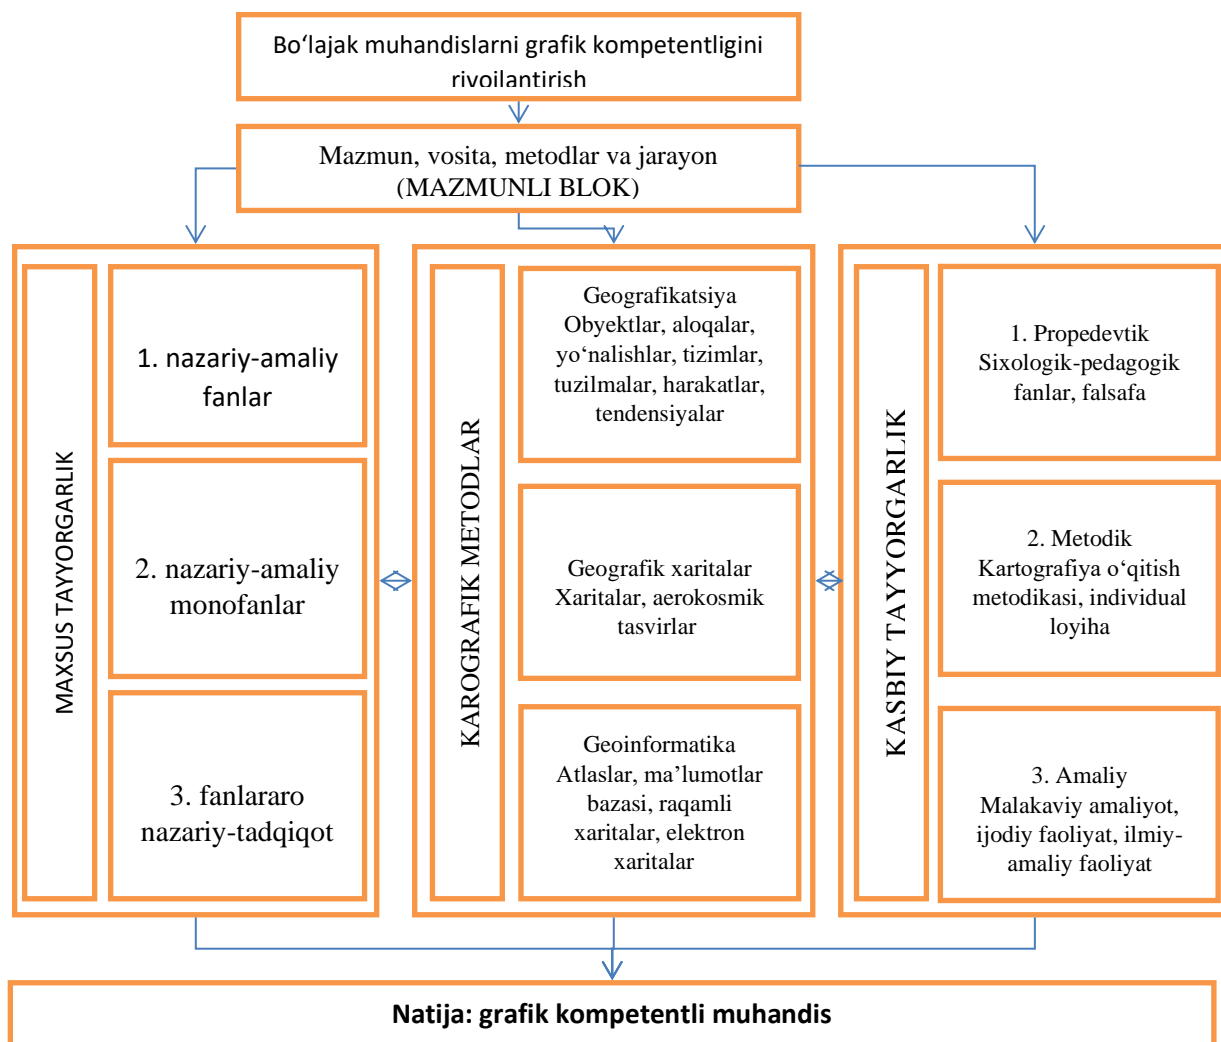 Bo‘lajak muhandislarni grafik kompetentligini
rivojlantirish
Mazmun, vosita, metodlar va jarayon
(MAZMUNLI BLOK)
MAXSUS TAYYORGARLIK
1. nazariy-amaliy
fanlar
2. nazariy-amaliy
monofanlar
3. fanlararo
nazariy-tadqiqot
KAROGRAFIK METODLAR
Geografikatsiya
Obyektlar, aloqalar,
yo‘nalishlar, tizimlar,
tuzilmalar, harakatlar,
tendensiyalar
Geografik xaritalar
Xaritalar, aerokosmik
tasvirlar
Geoinformatika
Atlaslar, ma’lumotlar
bazasi, raqamli
xaritalar, elektron
xaritalar
KASBIY TAYYORGARLIK
1. Propedevtik
Sixologik-pedagogik
fanlar, falsafa
2. Metodik
Kartografiya o‘qitish
metodikasi, individual
loyiha
3. Amaliy
Malakaviy amaliyot,
ijodiy faoliyat, ilmiy-
amaliy faoliyat
Natija: grafik kompetentli muhandis